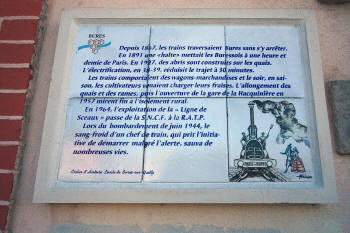 BURES
Depuis 1867, les trains traversaient Bures sans s'y arrêter.
En 1891 une «halte» mettait les Buressois à une heure et
demie de Paris. En 1927, des abris sont construits sur les quais.
L'électrification, en 38-39, réduisit le trajet à 30 minutes.
Les trains comportaient des wagons-marchandises et le soir, en sai-
son, les cultivateurs venaient charger leurs fraises. L'allongement des
quais et des rames, puis l'ouverture de la gare de la Hacquinière en
1957 mirent fin à l'isolement rural.
En 1964, l'exploitation de la « Ligne de
Sceaux » passe de la S.N.C.F. à la R.A.T.P.
Lors du bombardement de juin 1944, le
sang-froid d'un chef de train, qui prit l'initia-
tive de démarrer malgré l'alerte, sauva de
nombreuses vies.
PARIS-BURES